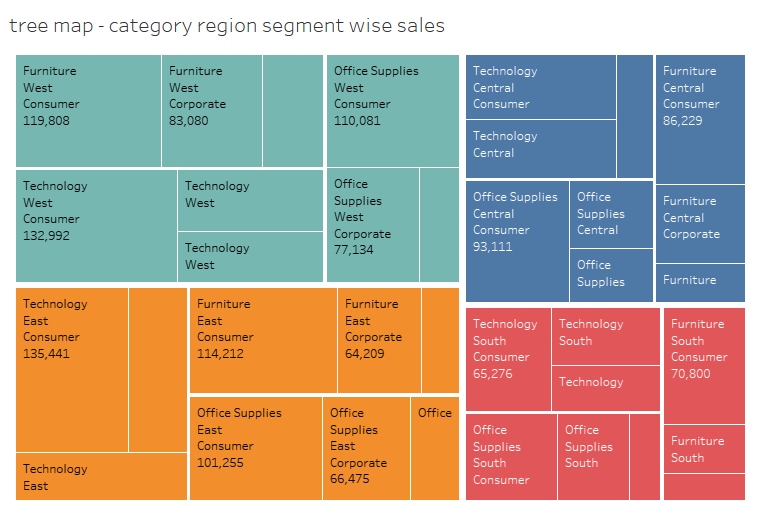 tree map - category region segment wise sales
Furniture
West
Consumer
119,808
Furniture
West
Corporate
83,080
Office Supplies
West
Consumer
110,081
Technology
West
Consumer
132,992
Technology
West
Technology
West
Office
Supplies
West
Corporate
77,134
Technology
Central
Consumer
Technology
Central
Furniture
Central
Consumer
86,229
Office Supplies
Central
Consumer
93,111
Office
Supplies
Central
Office
Supplies
Furniture
Central
Corporate
Furniture
Technology
East
Consumer
135,441
Technology
East
Furniture
East
Consumer
114,212
Furniture
East
Corporate
64,209
Office Supplies
East
Consumer
101,255
Office
Supplies
East
Corporate
66,475
Office
Technology
South
Consumer
65,276
Technology
South
Technology
Furniture
South
Consumer
70,800
Office
Supplies
South
Consumer
Office
Supplies
South
Furniture
South